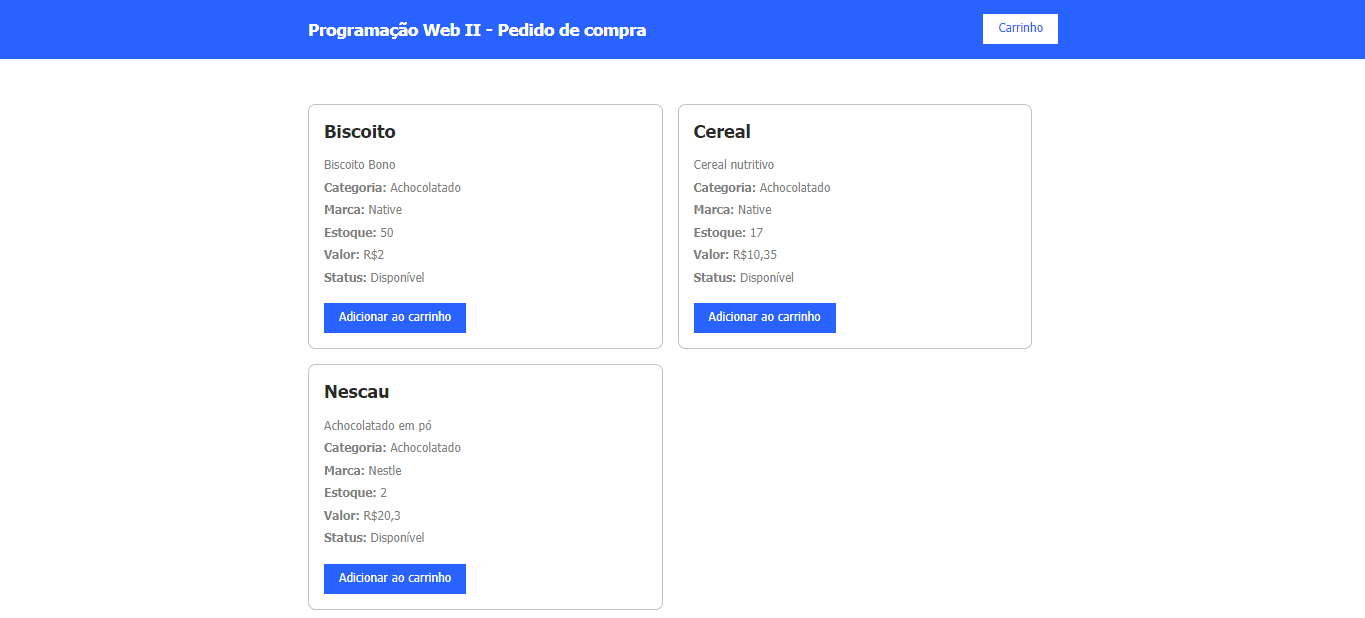 Programação Web II - Pedido de compra
Carrinho
Biscoito
Biscoito Bono
Categoria: Achocolatado
Marca: Native
Estoque: 50
Valor: R$2
Status: Disponível
Adicionar ao carrinho
Cereal
Cereal nutritivo
Categoria: Achocolatado
Marca: Native
Estoque: 17
Valor: R$10,35
Status: Disponível
Adicionar ao carrinho
Nescau
Achocolatado em pó
Categoria: Achocolatado
Marca: Nestle
Estoque: 2
Valor: R$20,3
Status: Disponível
Adicionar ao carrinho